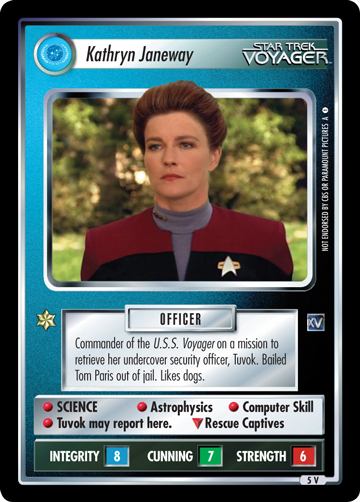 Kathryn Janeway
STAR TREK
VOYAGER
NOT ENDORSED BY CBS OR PARAMOUNT PICTURES A
OFFICER
Commander of the U.S.S. Voyager on a mission to
retrieve her undercover security officer, Tuvok. Bailed
Tom Paris out of jail. Likes dogs.
KV
SCIENCE Astrophysics Computer Skill
Tuvok may report here. Rescue Captives
INTEGRITY 8 CUNNING 7 STRENGTH 6
5 V